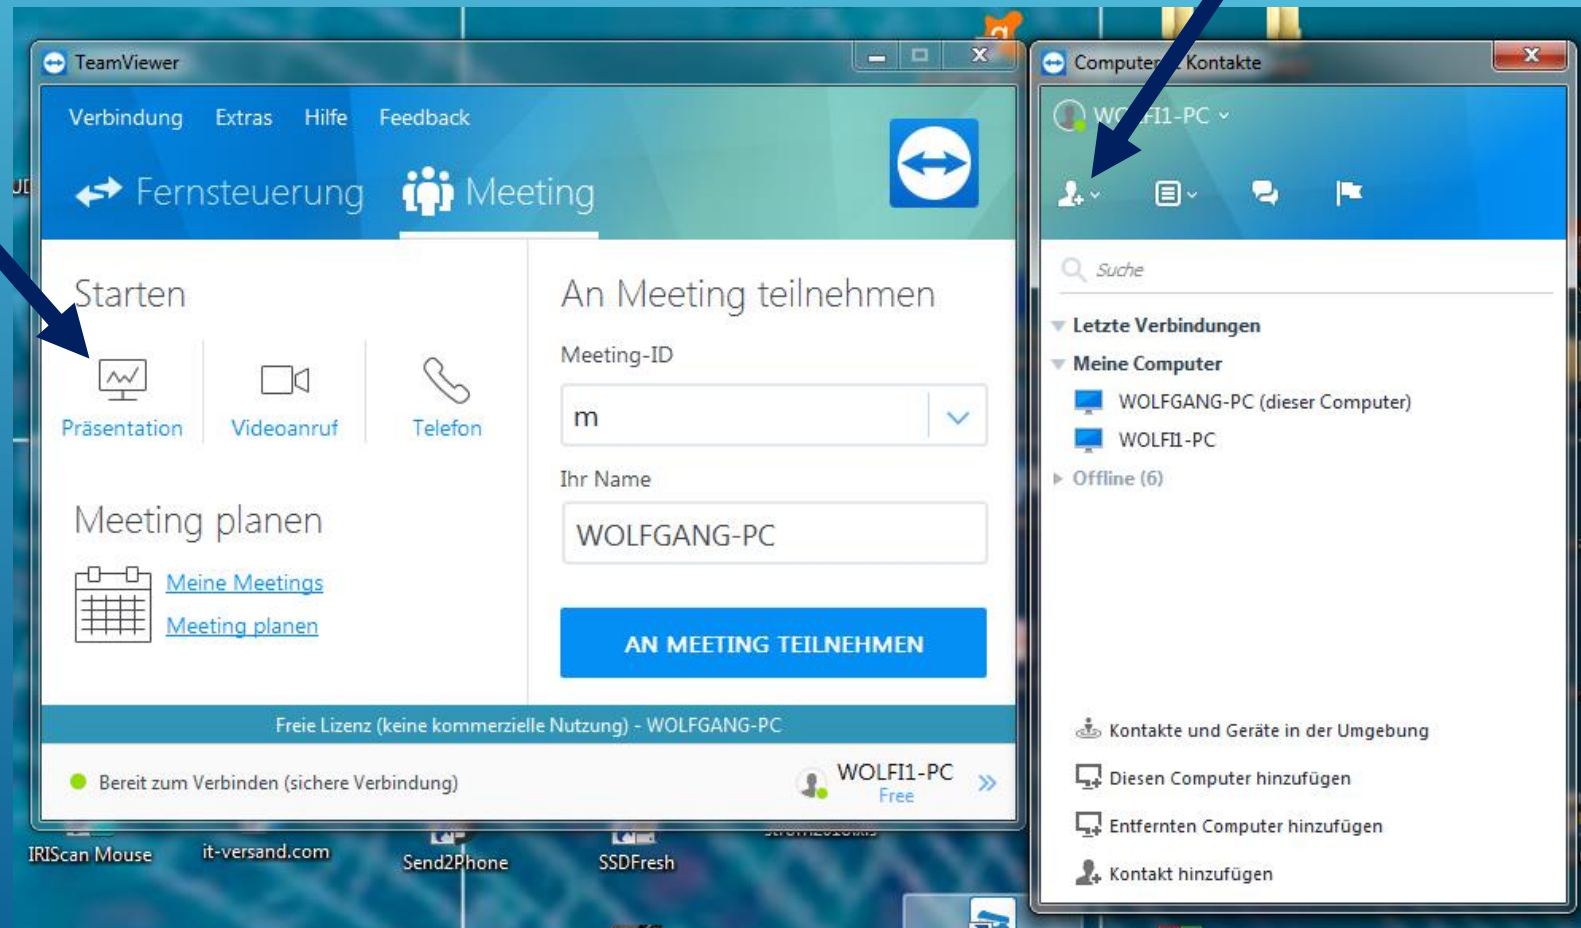 TeamViewer
Verbindung Extras Hilfe Feedback
Fernsteuerung Meeting
Starten
Präsentation Videoanruf Telefon
Meeting planen
Meine Meetings
Meeting planen
An Meeting teilnehmen
Meeting-ID
m
Ihr Name
WOLFGANG-PC
AN MEETING TEILNEHMEN
Freie Lizenz (keine kommerzielle Nutzung) - WOLFGANG-PC
Bereit zum Verbinden (sichere Verbindung)
WOLFI1-PC
Free
Computer Kontakte
WOLFI1-PC
Suche
Letzte Verbindungen
Meine Computer
WOLFGANG-PC (dieser Computer)
WOLFI1-PC
Offline (6)
Kontakte und Geräte in der Umgebung
Diesen Computer hinzufügen
Entfernten Computer hinzufügen
Kontakt hinzufügen
IRIScan Mouse
it-versand.com
Send2Phone
SSDFresh